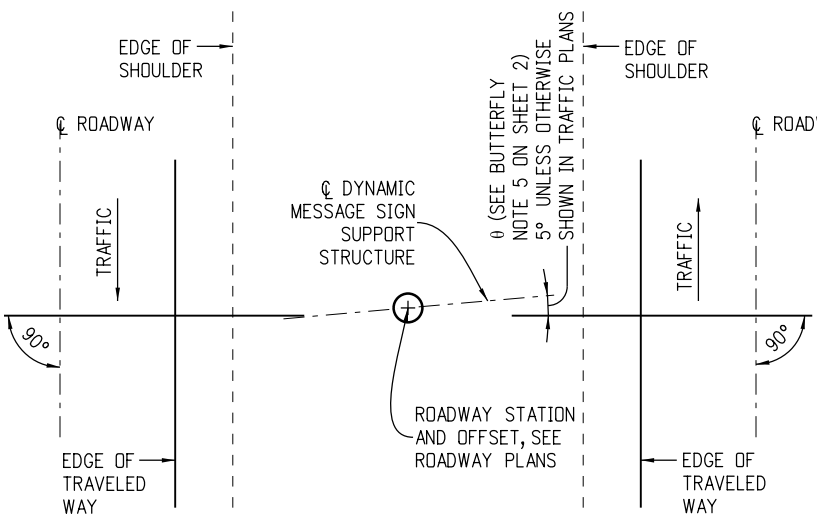 EDGE OF
SHOULDER
℄ ROADWAY
TRAFFIC
90°
EDGE OF
TRAVELED
WAY
℄ DYNAMIC
MESSAGE SIGN
SUPPORT
STRUCTURE
θ (SEE BUTTERFLY
NOTE 5 ON SHEET 2)
5° UNLESS OTHERWISE
SHOWN IN TRAFFIC PLANS
ROADWAY STATION
AND OFFSET, SEE
ROADWAY PLANS
EDGE OF
SHOULDER
℄ ROAD
TRAFFIC
90°
EDGE OF
TRAVELED
WAY